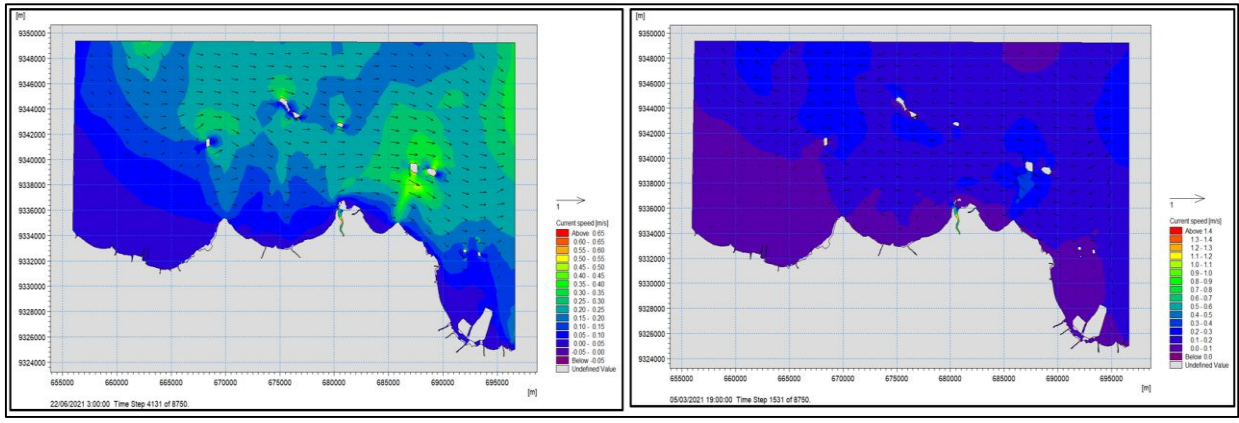 [m]
9350000
9348000
9346000
9344000
9342000
9340000
9338000
9336000
9334000
9332000
9330000
9328000
9326000
9324000
655000 660000 665000 670000 675000 680000 685000 690000 695000
[m]
22/06/2021 3:00:00 Time Step 4131 of 8750.
1
Current speed [m/s]
Above 0.65
0.60 - 0.65
0.55 - 0.60
0.50 - 0.55
0.45 - 0.50
0.40 - 0.45
0.35 - 0.40
0.30 - 0.35
0.25 - 0.30
0.20 - 0.25
0.15 - 0.20
0.10 - 0.15
0.05 - 0.10
0.00 - 0.05
-0.05 - 0.00
Below -0.05
Undefined Value
[m]
9350000
9348000
9346000
9344000
9342000
9340000
9338000
9336000
9334000
9332000
9330000
9328000
9326000
9324000
655000 660000 665000 670000 675000 680000 685000 690000 695000
[m]
05/03/2021 19:00:00 Time Step 1531 of 8750.
1
Current speed [m/s]
Above 1.4
1.3 - 1.4
1.2 - 1.3
1.1 - 1.2
1.0 - 1.1
0.9 - 1.0
0.8 - 0.9
0.7 - 0.8
0.6 - 0.7
0.5 - 0.6
0.4 - 0.5
0.3 - 0.4
0.2 - 0.3
0.1 - 0.2
0.0 - 0.1
Below 0.0
Undefined Value